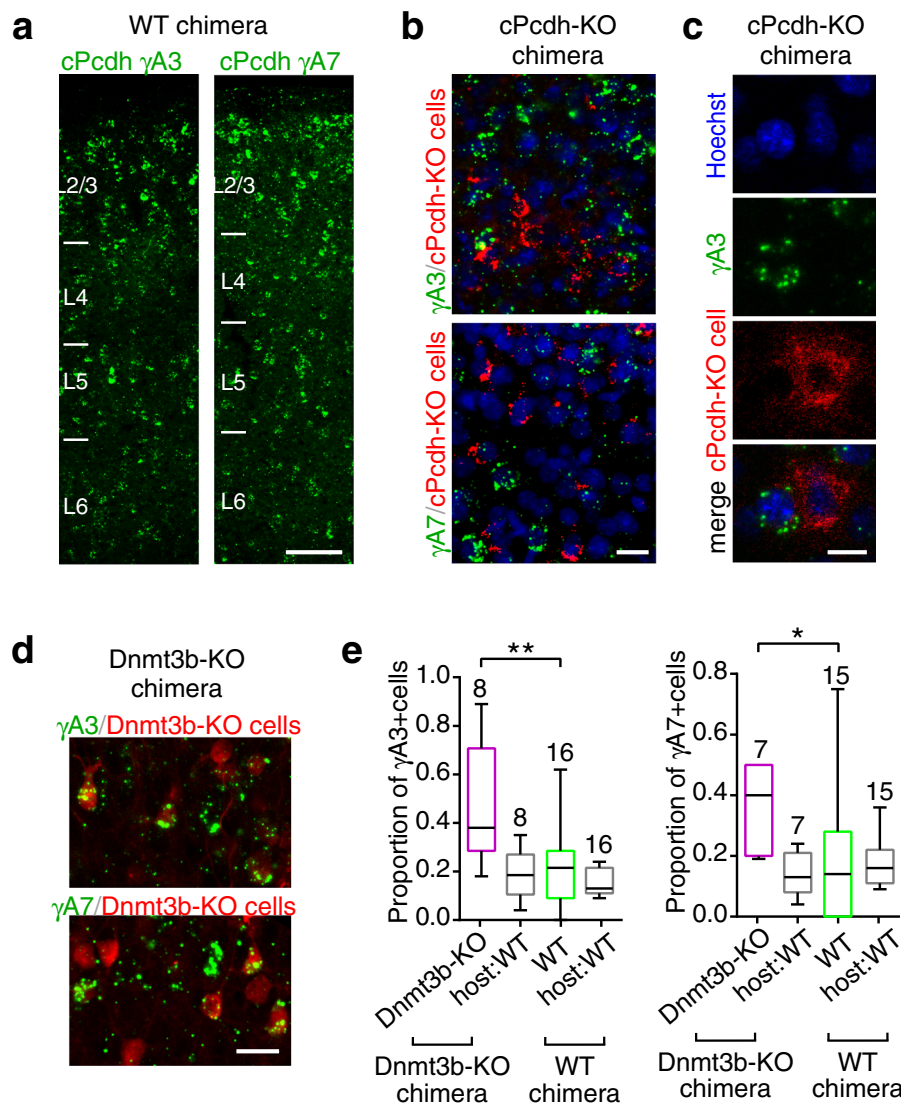 a
WT chimera
cPcdh γA3
cPcdh γA7
L2/3
L4
L5
L6
L2/3
L4
L5
L6
b
cPcdh-KO
chimera
γA3/cPcdh-KO cells
γA7/cPcdh-KO cells
c
cPcdh-KO
chimera
Hoechst
γA3
cPcdh-KO cell
merge
d
Dnmt3b-KO
chimera
γA3/Dnmt3b-KO cells
γA7/Dnmt3b-KO cells
e
Proportion of γA3+cells
1.0
0.8
0.6
0.4
0.2
0.0
**
8
8
16
16
Dnmt3b-KO
host:WT
WT
host:WT
Dnmt3b-KO
chimera
WT
chimera
Proportion of γA7+cells
0.8
0.6
0.4
0.2
0.0
*
7
7
15
15
Dnmt3b-KO
host:WT
WT
host:WT
Dnmt3b-KO
chimera
WT
chimera